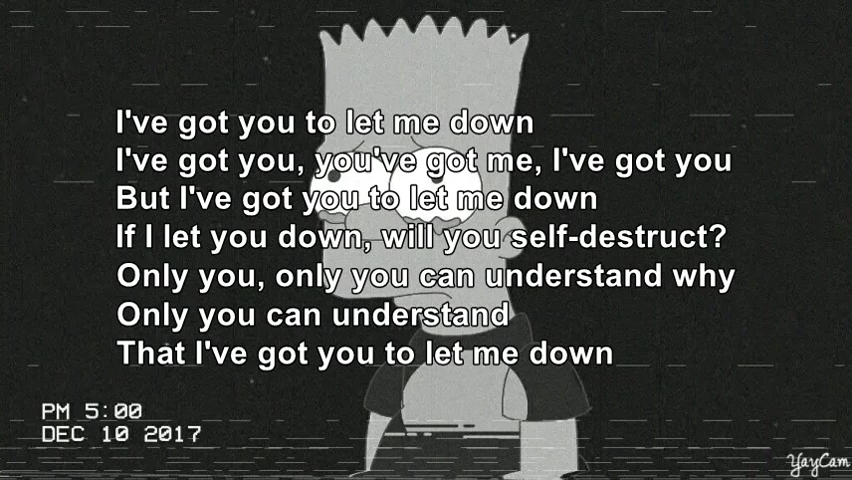 I've got you to let me down
I've got you, you've got me, I've got you
But I've got you to let me down
If I let you down, will you self-destruct?
Only you, only you can understand why
Only you can understand
That I've got you to let me down
PM 5:00
DEC 10 2017
YayCam